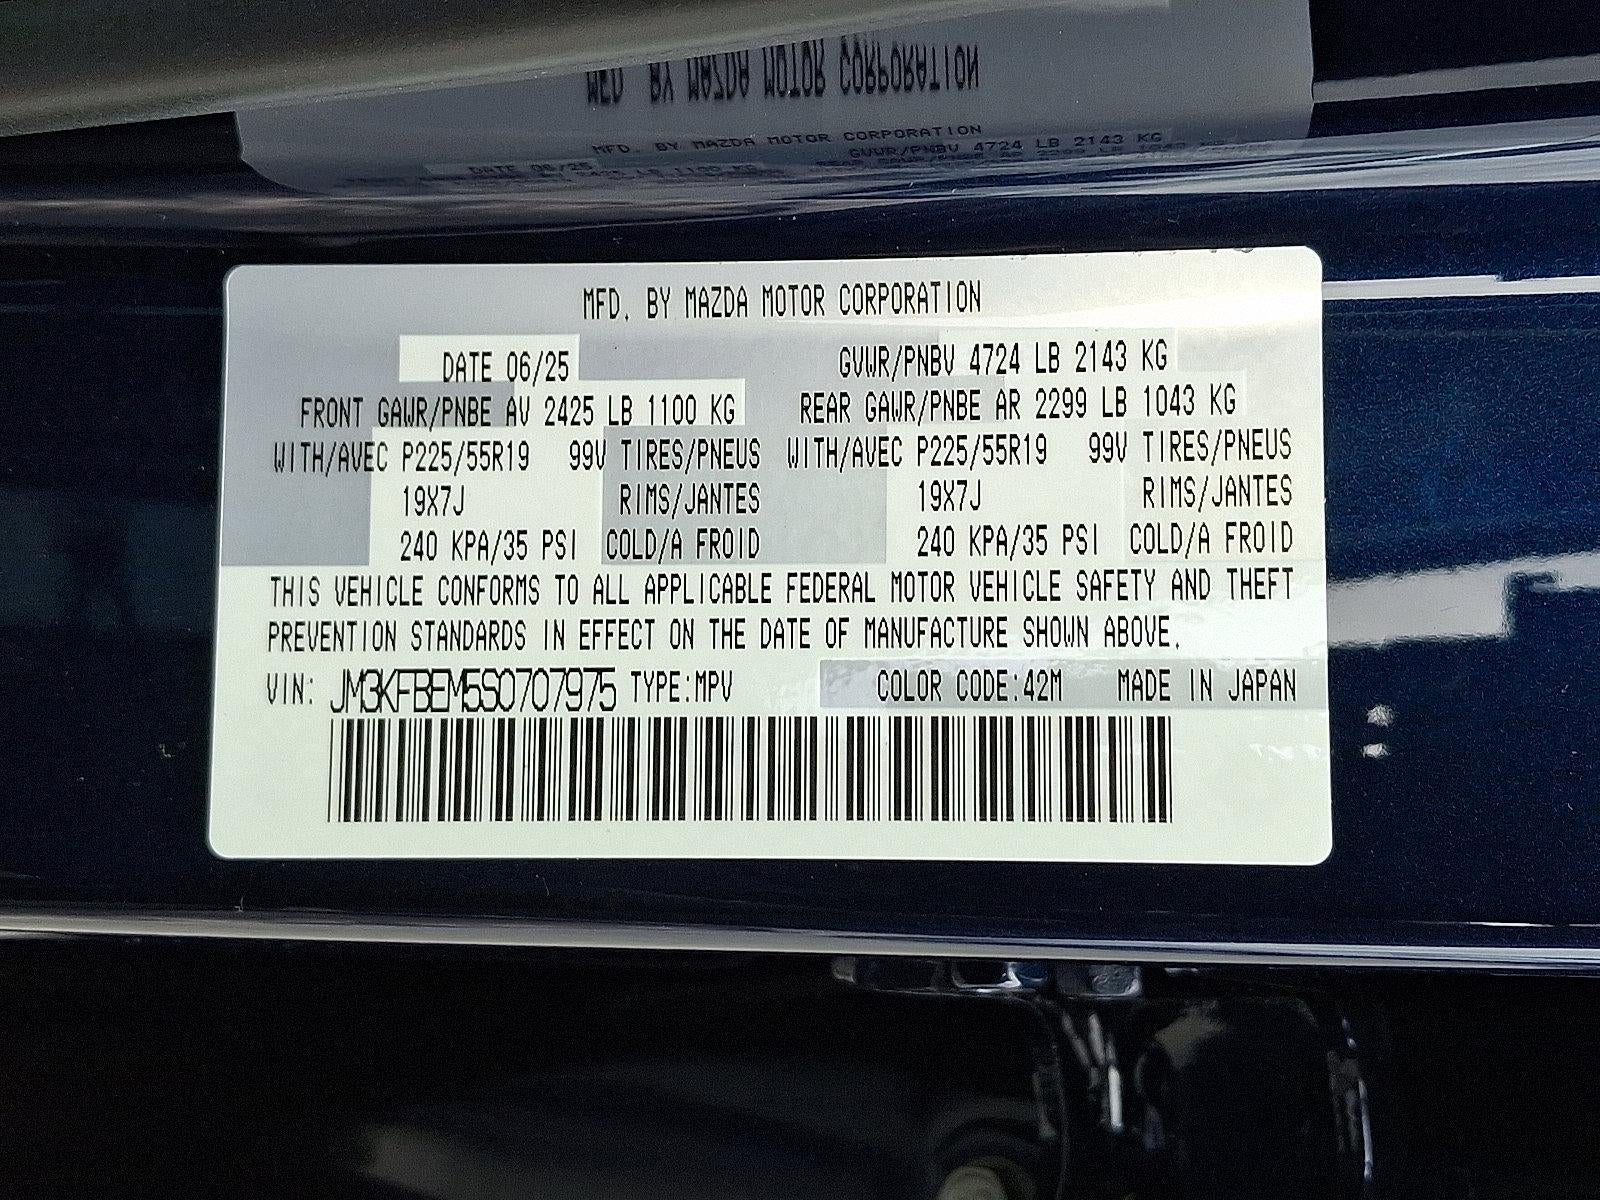 MFD. BY MAZDA MOTOR CORPORATION
MFD. BY MAZDA MOTOR CORPORATION
GVWR/PNBV 4724 LB 2143 KG
DATE 06/25
MFD. BY MAZDA MOTOR CORPORATION
DATE 06/25 GVWR/PNBV 4724 LB 2143 KG
FRONT GAWR/PNBE AV 2425 LB 1100 KG REAR GAWR/PNBE AR 2299 LB 1043 KG
WITH/AVEC P225/55R19 99V TIRES/PNEUS WITH/AVEC P225/55R19 99V TIRES/PNEUS
19X7J RIMS/JANTES 19X7J RIMS/JANTES
240 KPA/35 PSI COLD/A FROID 240 KPA/35 PSI COLD/A FROID
THIS VEHICLE CONFORMS TO ALL APPLICABLE FEDERAL MOTOR VEHICLE SAFETY AND THEFT
PREVENTION STANDARDS IN EFFECT ON THE DATE OF MANUFACTURE SHOWN ABOVE.
VIN: JM3KFBEM5S0707975 TYPE:MPV COLOR CODE:42M MADE IN JAPAN